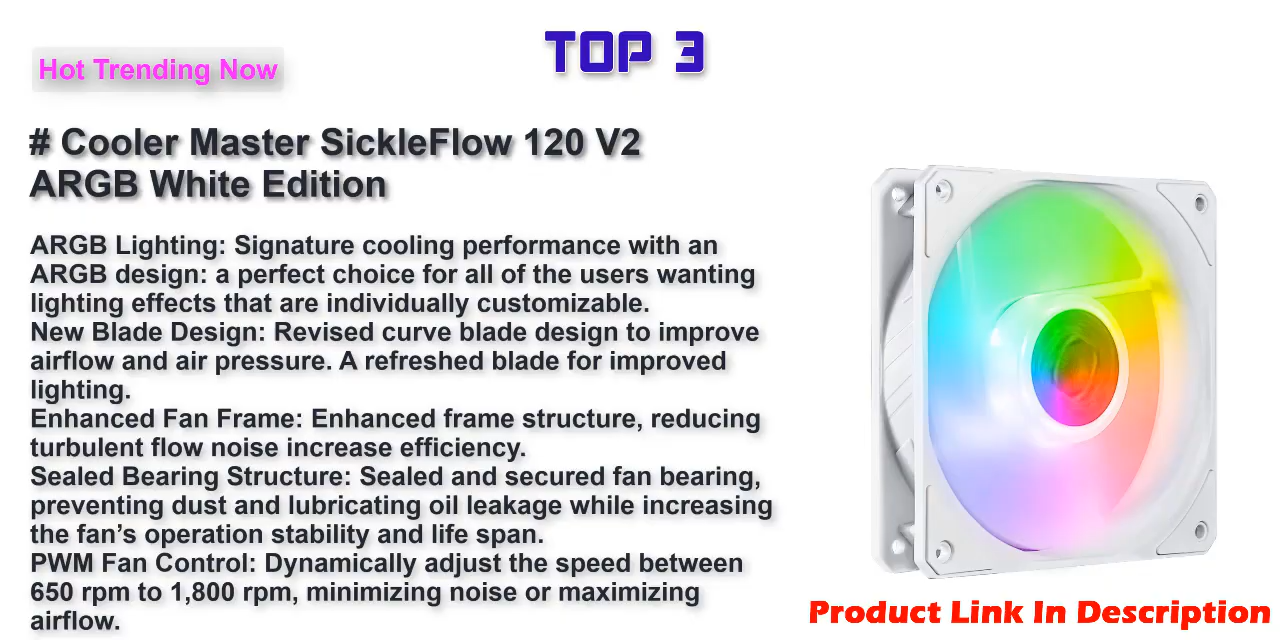 TOP 3
Hot Trending Now
# Cooler Master SickleFlow 120 V2
ARGB White Edition
ARGB Lighting: Signature cooling performance with an
ARGB design: a perfect choice for all of the users wanting
lighting effects that are individually customizable.
New Blade Design: Revised curve blade design to improve
airflow and air pressure. A refreshed blade for improved
lighting.
Enhanced Fan Frame: Enhanced frame structure, reducing
turbulent flow noise increase efficiency.
Sealed Bearing Structure: Sealed and secured fan bearing,
preventing dust and lubricating oil leakage while increasing
the fan’s operation stability and life span.
PWM Fan Control: Dynamically adjust the speed between
650 rpm to 1,800 rpm, minimizing noise or maximizing
airflow.
Product Link In Description